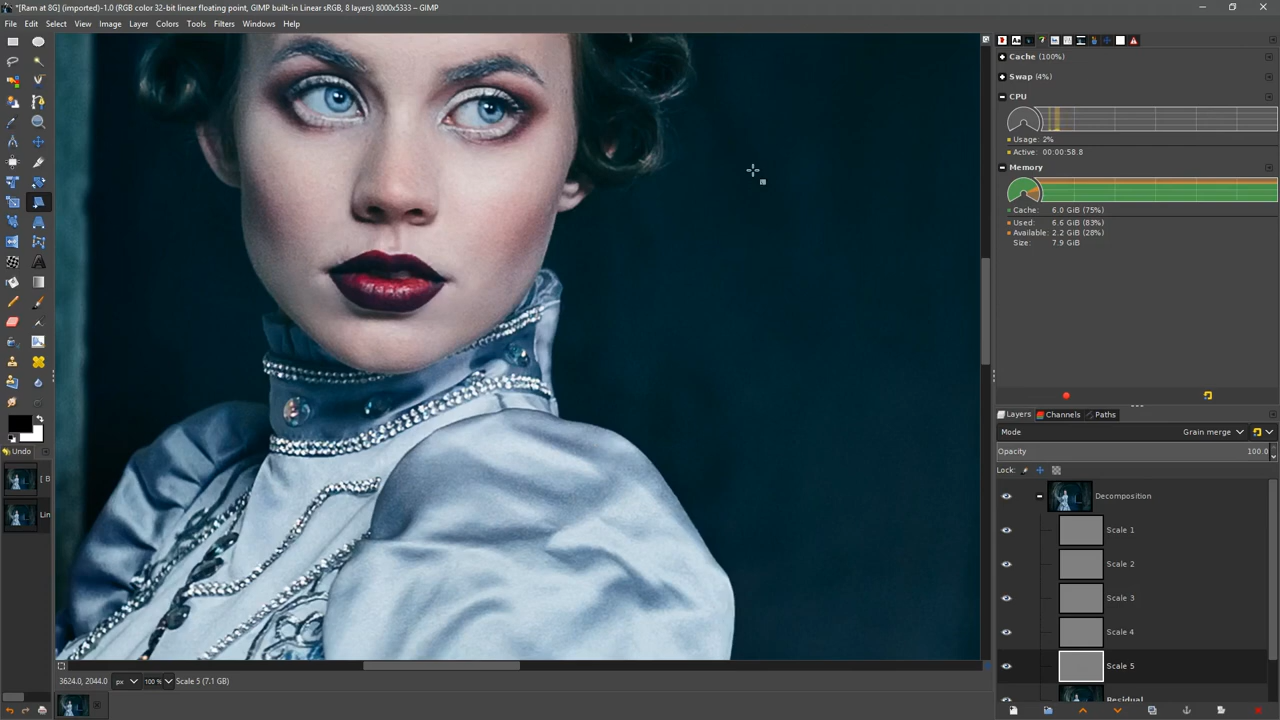 *[Ram at 8G] (imported)-1.0 (RGB color 32-bit linear floating point, GIMP built-in Linear sRGB, 8 layers) 8000x5333 – GIMP
File Edit Select View Image Layer Colors Tools Filters Windows Help
Cache (100%)
Swap (4%)
CPU
Usage: 2%
Active: 00:00:58.8
Memory
Cache: 6.0 GiB (75%)
Used: 6.6 GiB (83%)
Available: 2.2 GiB (28%)
Size: 7.9 GiB
Layers Channels Paths
Mode Grain merge
Opacity 100.0
Lock:
Decomposition
Scale 1
Scale 2
Scale 3
Scale 4
Scale 5
Residual
Undo
[ B
Lin
3624.0, 2044.0 px 100 % Scale 5 (7.1 GB)